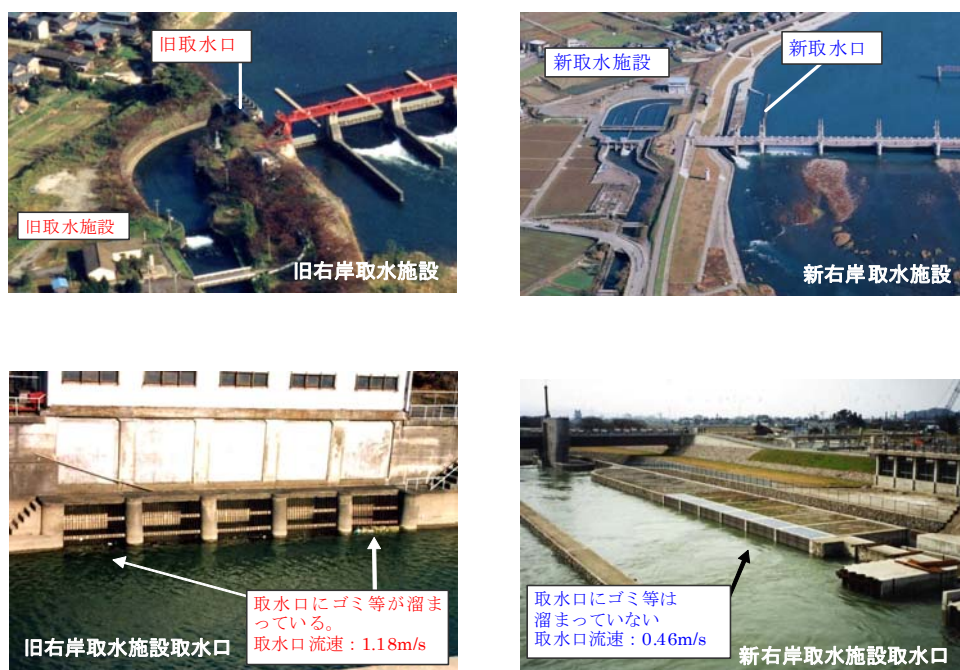 旧取水口
旧取水施設
旧右岸取水施設
新取水施設
新取水口
新右岸取水施設
取水口にゴミ等が溜ま
っている。
取水口流速：1.18m/s
旧右岸取水施設取水口
取水口にゴミ等は
溜まっていない
取水口流速：0.46m/s
新右岸取水施設取水口